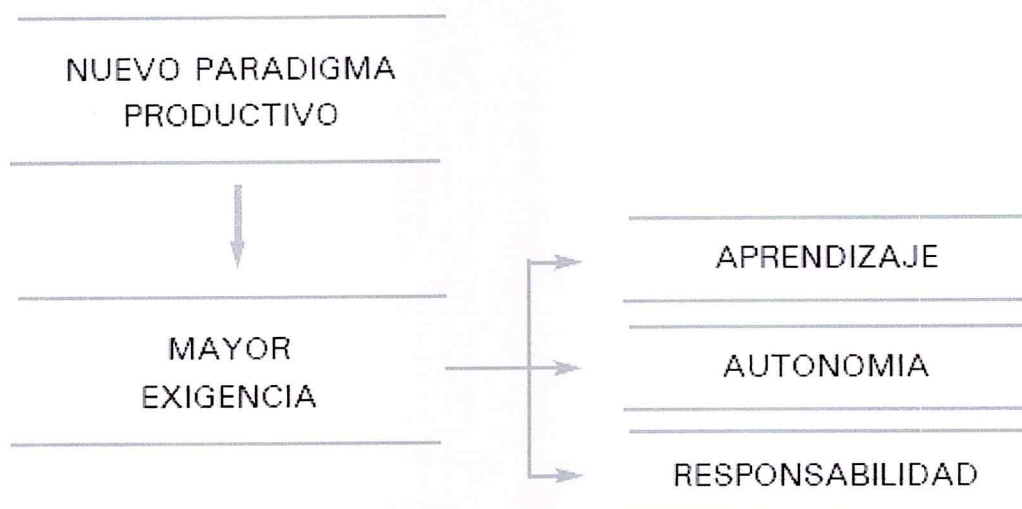 NUEVO PARADIGMA
PRODUCTIVO
MAYOR
EXIGENCIA
APRENDIZAJE
AUTONOMIA
RESPONSABILIDAD